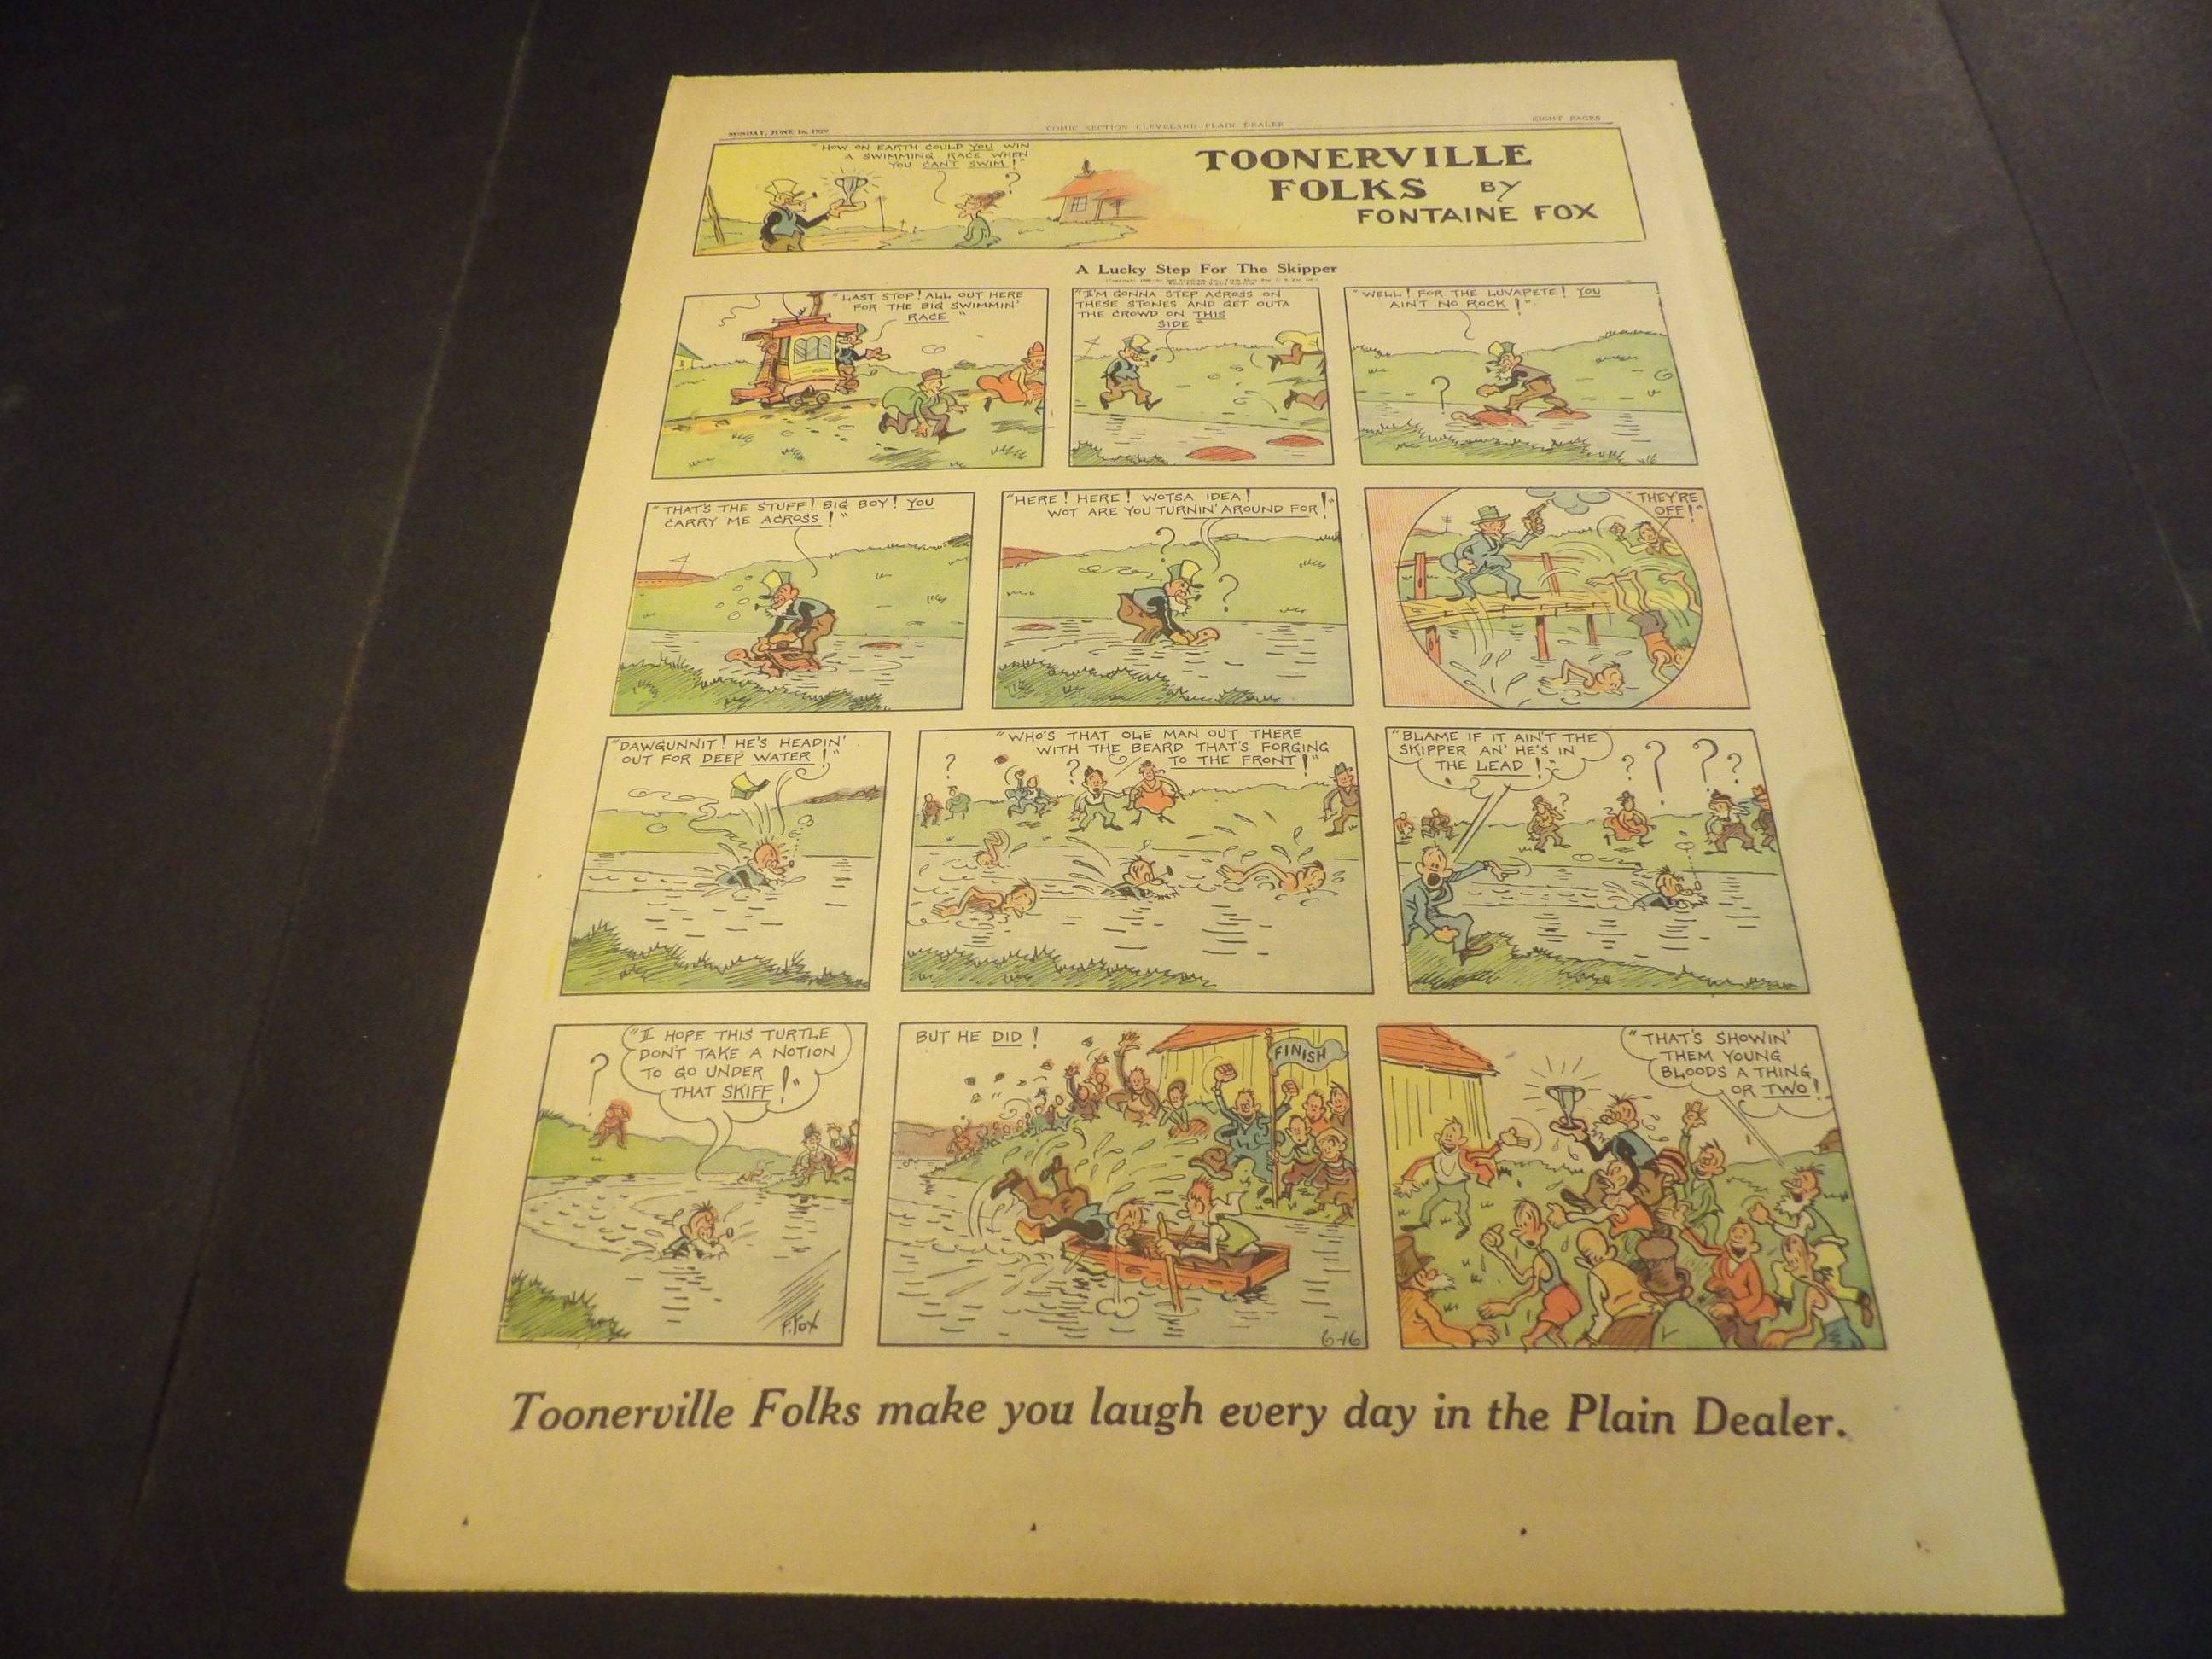 SUNDAY, JUNE 16, 1929
COMIC SECTION CLEVELAND PLAIN DEALER
EIGHT PAGES
"HOW ON EARTH COULD YOU WIN
A SWIMMING RACE WHEN
YOU CAN'T SWIM!"
?
TOONERVILLE
FOLKS BY
FONTAINE FOX
A Lucky Step For The Skipper
"LAST STOP! ALL OUT HERE
FOR THE BIG SWIMMIN'
RACE"
"I'M GONNA STEP ACROSS ON
THESE STONES AND GET OUTA
THE CROWD ON THIS
SIDE"
"WELL! FOR THE LUVAPETE! YOU
AIN'T NO ROCK!"
?
"THAT'S THE STUFF! BIG BOY! YOU
CARRY ME ACROSS!"
"HERE! HERE! WOTSA IDEA!
WOT ARE YOU TURNIN' AROUND FOR!"
? ?
"THEY'RE
OFF!"
"DAWGUNNIT! HE'S HEADIN'
OUT FOR DEEP WATER!"
"WHO'S THAT OLE MAN OUT THERE
WITH THE BEARD THAT'S FORGING
TO THE FRONT!"
? ?
"BLAME IF IT AIN'T THE
SKIPPER AN' HE'S IN
THE LEAD!"
? ? ? ? ?
"I HOPE THIS TURTLE
DON'T TAKE A NOTION
TO GO UNDER
THAT SKIFF!"
?
F. FOX
BUT HE DID!
FINISH
6-16
"THAT'S SHOWIN'
THEM YOUNG
BLOODS A THING
OR TWO!
Toonerville Folks make you laugh every day in the Plain Dealer.